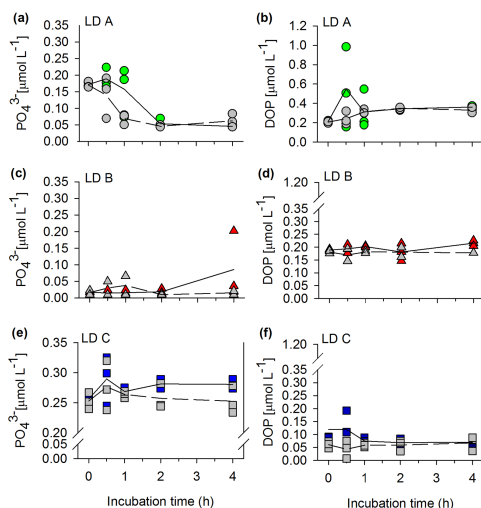 (a) LD A
0.35
0.30
0.25
0.20
0.15
0.10
0.05
0.00
PO₄³⁻[μmol L⁻¹]
(b) LD A
1.2
1.0
0.8
0.6
0.4
0.2
0.0
DOP [μmol L⁻¹]
(c) LD B
0.35
0.30
0.25
0.20
0.15
0.10
0.05
0.00
PO₄³⁻[μmol L⁻¹]
(d) LD B
1.20
0.35
0.30
0.25
0.20
0.15
0.10
0.05
0.00
DOP [μmol L⁻¹]
(e) LD C
0.35
0.30
0.25
0.20
0.05
0.00
PO₄³⁻[μmol L⁻¹]
0 1 2 3 4
Incubation time (h)
(f) LD C
1.20
0.35
0.30
0.25
0.20
0.15
0.10
0.05
0.00
DOP [μmol L⁻¹]
0 1 2 3 4
Incubation time (h)